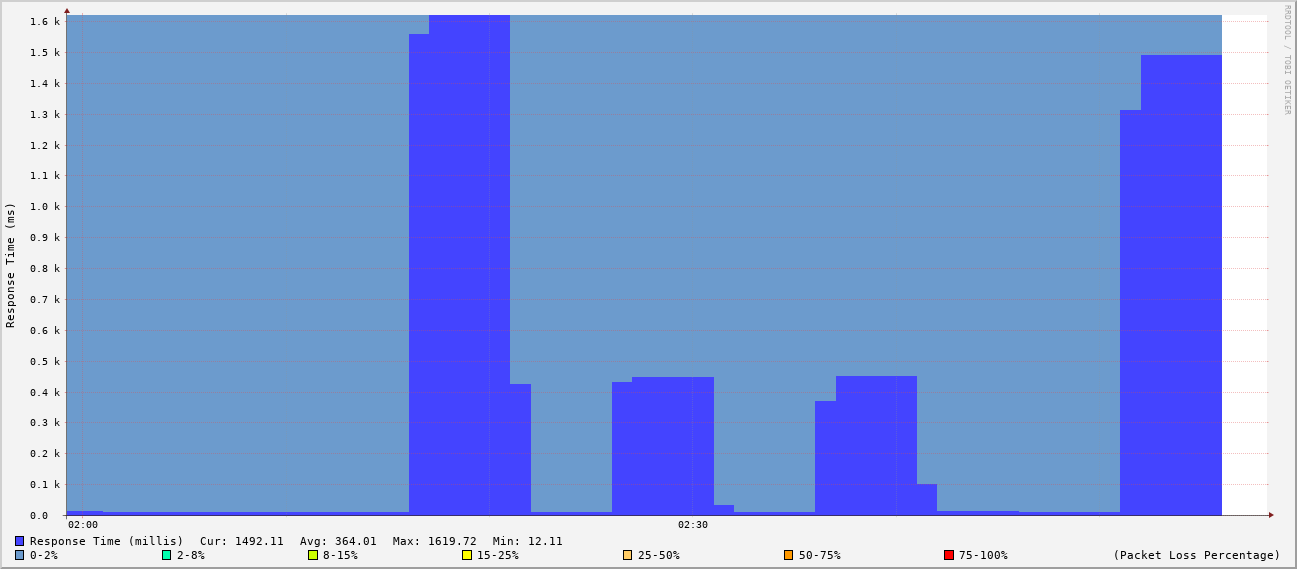 1.6 k
1.5 k
1.4 k
1.3 k
1.2 k
1.1 k
1.0 k
0.9 k
0.8 k
0.7 k
0.6 k
0.5 k
0.4 k
0.3 k
0.2 k
0.1 k
0.0
Response Time (ms)
RRDTOOL / TOBI OETIKER
02:00 02:30
Response Time (millis) Cur: 1492.11 Avg: 364.01 Max: 1619.72 Min: 12.11
0-2% 2-8% 8-15% 15-25% 25-50% 50-75% 75-100% (Packet Loss Percentage)